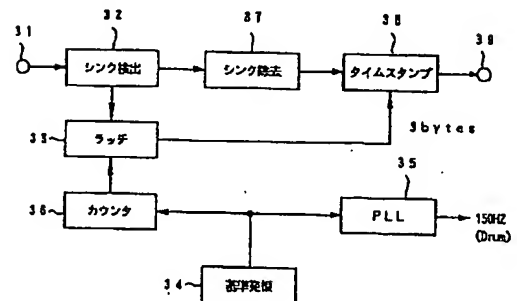 31
32
37
38
39
シンク検出
シンク除去
タイムスタンプ
33
ラッチ
3bytes
35
36
カウンタ
PLL
150HZ
(Drum)
34
基準発振